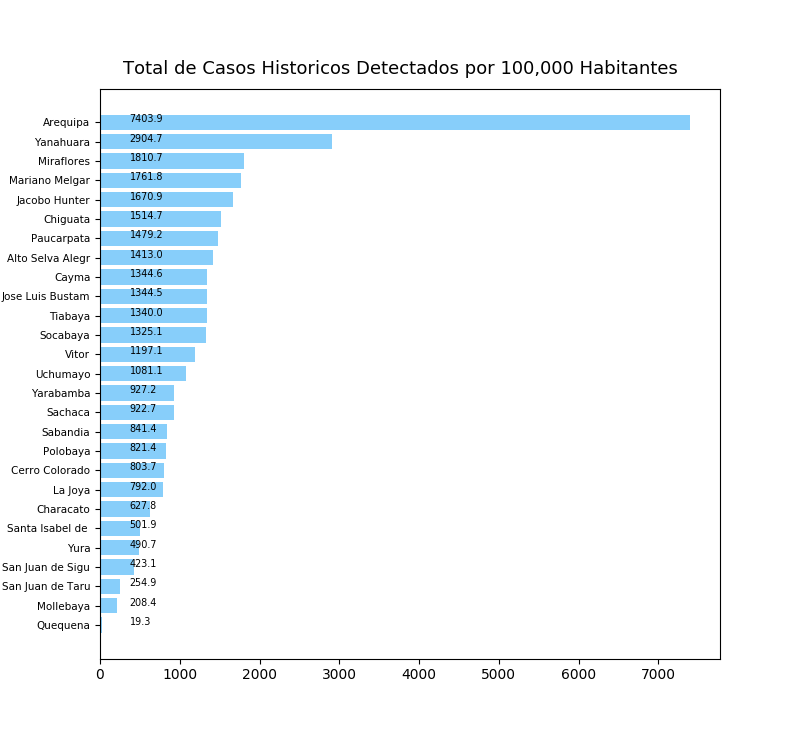 Total de Casos Historicos Detectados por 100,000 Habitantes
Arequipa 7403.9
Yanahuara 2904.7
Miraflores 1810.7
Mariano Melgar 1761.8
Jacobo Hunter 1670.9
Chiguata 1514.7
Paucarpata 1479.2
Alto Selva Alegr 1413.0
Cayma 1344.6
Jose Luis Bustam 1344.5
Tiabaya 1340.0
Socabaya 1325.1
Vitor 1197.1
Uchumayo 1081.1
Yarabamba 927.2
Sachaca 922.7
Sabandia 841.4
Polobaya 821.4
Cerro Colorado 803.7
La Joya 792.0
Characato 627.8
Santa Isabel de 501.9
Yura 490.7
San Juan de Sigu 423.1
San Juan de Taru 254.9
Mollebaya 208.4
Quequena 19.3
0 1000 2000 3000 4000 5000 6000 7000